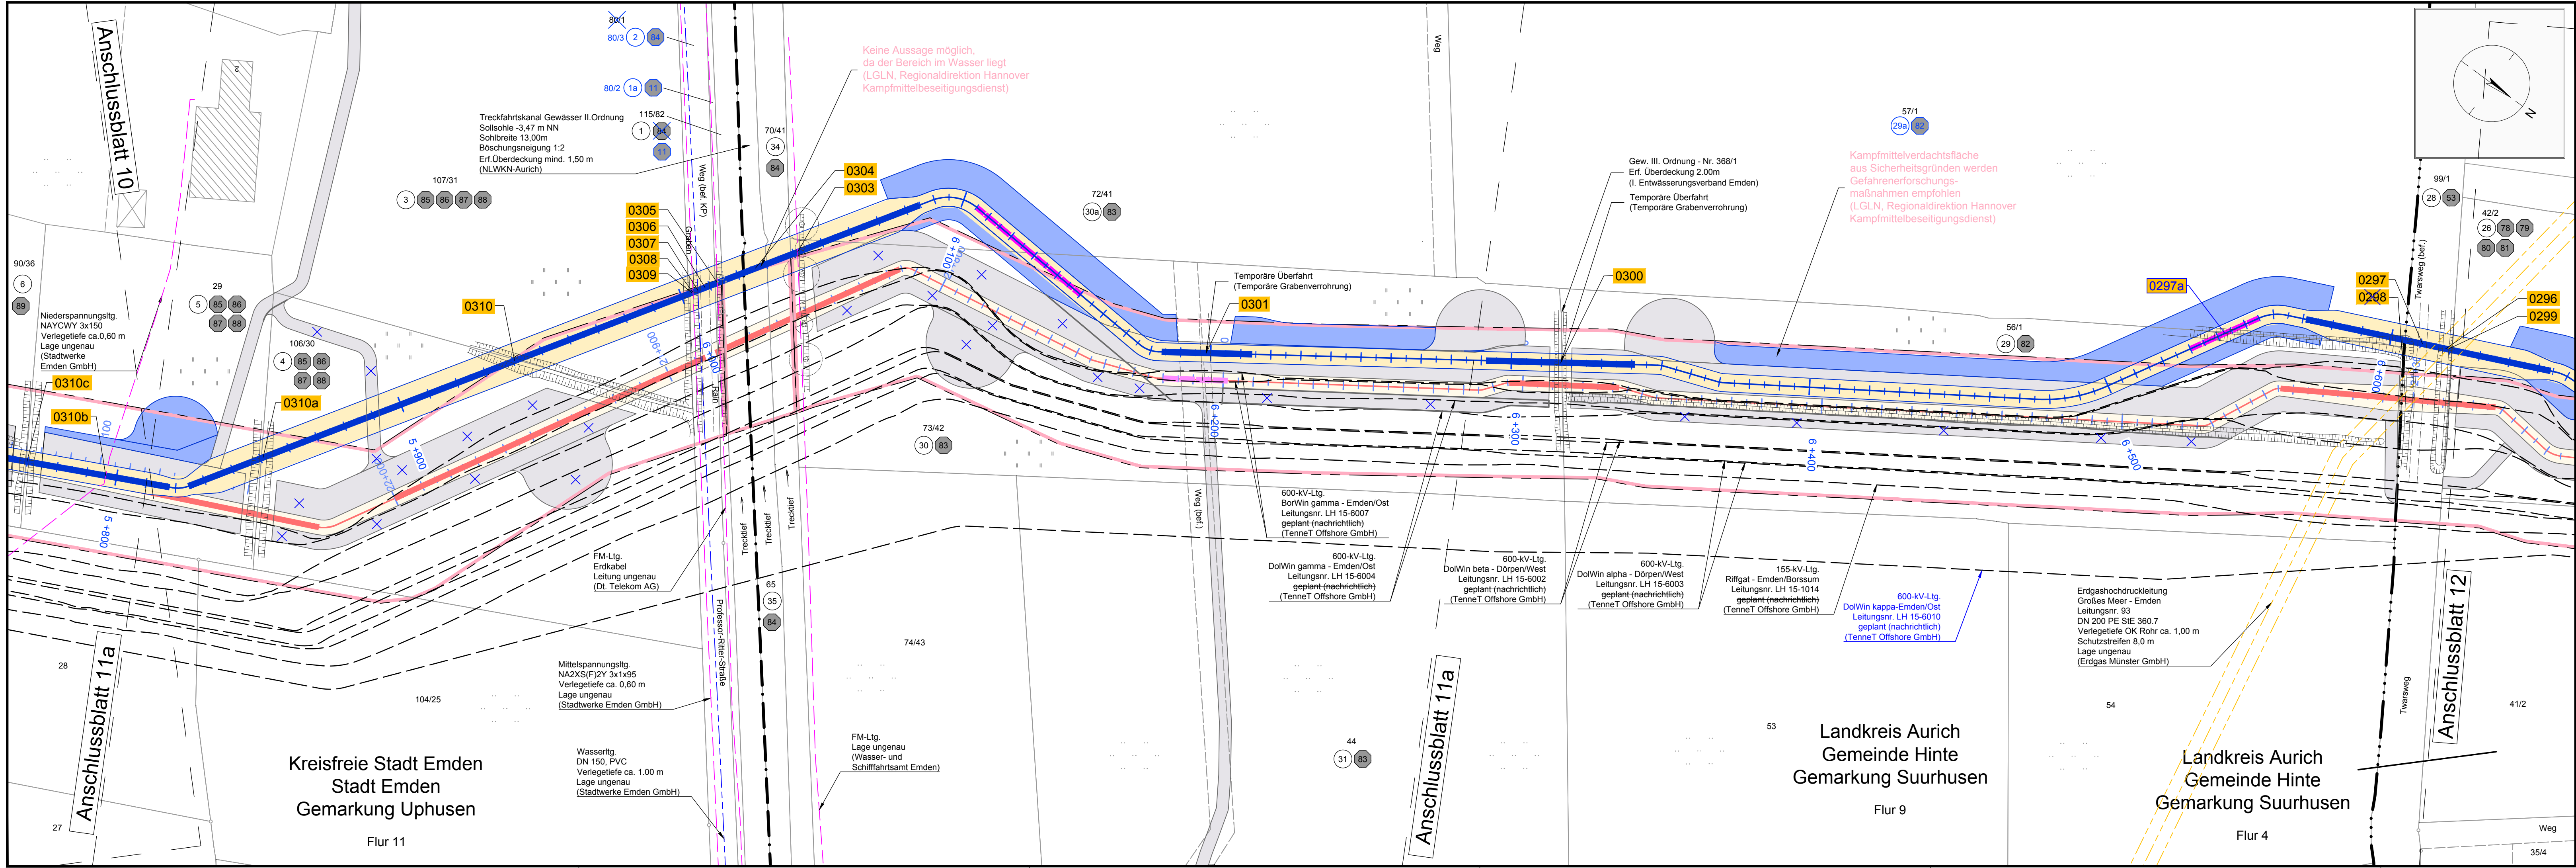 Anschlussblatt 10
2
80/1
80/3 2 84
80/2 1a 11
Treckfahrtskanal Gewässer II.Ordnung
Sollsohle -3,47 m NN
Sohlbreite 13,00m
Böschungsneigung 1:2
Erf.Überdeckung mind. 1,50 m
(NLWKN-Aurich)
115/82
1 84
11
70/41
34
84
Keine Aussage möglich,
da der Bereich im Wasser liegt
(LGLN, Regionaldirektion Hannover
Kampfmittelbeseitigungsdienst)
107/31
3 85 86 87 88
Weg (bef. KP)
Graben
Rain
0304
0303
0305
0306
0307
0308
0309
0310
72/41
30a 83
Weg
Gew. III. Ordnung - Nr. 368/1
Erf. Überdeckung 2.00m
(I. Entwässerungsverband Emden)
Temporäre Überfahrt
(Temporäre Grabenverrohrung)
57/1
29a 82
Kampfmittelverdachtsfläche
aus Sicherheitsgründen werden
Gefahrenerforschungs-
maßnahmen empfohlen
(LGLN, Regionaldirektion Hannover
Kampfmittelbeseitigungsdienst)
N
99/1
28 53
42/2
26 78 79
80 81
Twarsweg (bef.)
90/36
6
89
29
5 85 86
87 88
Niederspannungsltg.
NAYCWY 3x150
Verlegetiefe ca.0,60 m
Lage ungenau
(Stadtwerke
Emden GmbH)
106/30
4 85 86
87 88
0310c
0310b
0310a
Temporäre Überfahrt
(Temporäre Grabenverrohrung)
0301
0300
0297a
0297
0298
0296
0299
56/1
29 82
5+800
5+900
22+900
6+000
6+100
6+200
6+300
6+400
6+500
6+600
73/42
30 83
Weg (bef.)
Trecktief
Trecktief
Trecktief
FM-Ltg.
Erdkabel
Leitung ungenau
(Dt. Telekom AG)
65
35
84
600-kV-Ltg.
BorWin gamma - Emden/Ost
Leitungsnr. LH 15-6007
geplant (nachrichtlich)
(TenneT Offshore GmbH)
600-kV-Ltg.
DolWin gamma - Emden/Ost
Leitungsnr. LH 15-6004
geplant (nachrichtlich)
(TenneT Offshore GmbH)
600-kV-Ltg.
DolWin beta - Dörpen/West
Leitungsnr. LH 15-6002
geplant (nachrichtlich)
(TenneT Offshore GmbH)
600-kV-Ltg.
DolWin alpha - Dörpen/West
Leitungsnr. LH 15-6003
geplant (nachrichtlich)
(TenneT Offshore GmbH)
155-kV-Ltg.
Riffgat - Emden/Borssum
Leitungsnr. LH 15-1014
geplant (nachrichtlich)
(TenneT Offshore GmbH)
600-kV-Ltg.
DolWin kappa-Emden/Ost
Leitungsnr. LH 15-6010
geplant (nachrichtlich)
(TenneT Offshore GmbH)
Erdgashochdruckleitung
Großes Meer - Emden
Leitungsnr. 93
DN 200 PE StE 360.7
Verlegetiefe OK Rohr ca. 1,00 m
Schutzstreifen 8,0 m
Lage ungenau
(Erdgas Münster GmbH)
Professor-Ritter-Straße
74/43
28
Anschlussblatt 11a
27
104/25
Mittelspannungsltg.
NA2XS(F)2Y 3x1x95
Verlegetiefe ca. 0,60 m
Lage ungenau
(Stadtwerke Emden GmbH)
Wasserltg.
DN 150, PVC
Verlegetiefe ca. 1.00 m
Lage ungenau
(Stadtwerke Emden GmbH)
FM-Ltg.
Lage ungenau
(Wasser- und
Schifffahrtsamt Emden)
Kreisfreie Stadt Emden
Stadt Emden
Gemarkung Uphusen
Flur 11
44
31 83
Anschlussblatt 11a
53
Landkreis Aurich
Gemeinde Hinte
Gemarkung Suurhusen
Flur 9
54
Landkreis Aurich
Gemeinde Hinte
Gemarkung Suurhusen
Flur 4
Twarsweg
Anschlussblatt 12
41/2
Weg
35/4